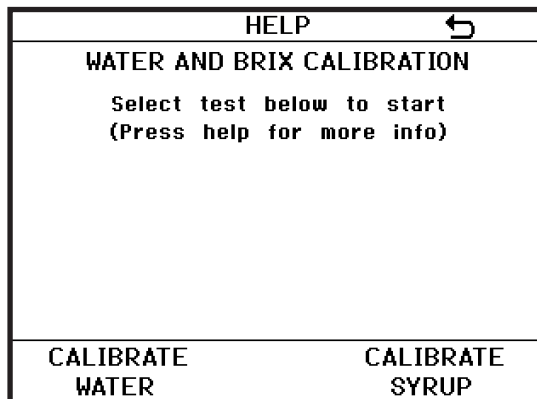 HELP
WATER AND BRIX CALIBRATION
Select test below to start
(Press help for more info)
CALIBRATE WATER
CALIBRATE SYRUP